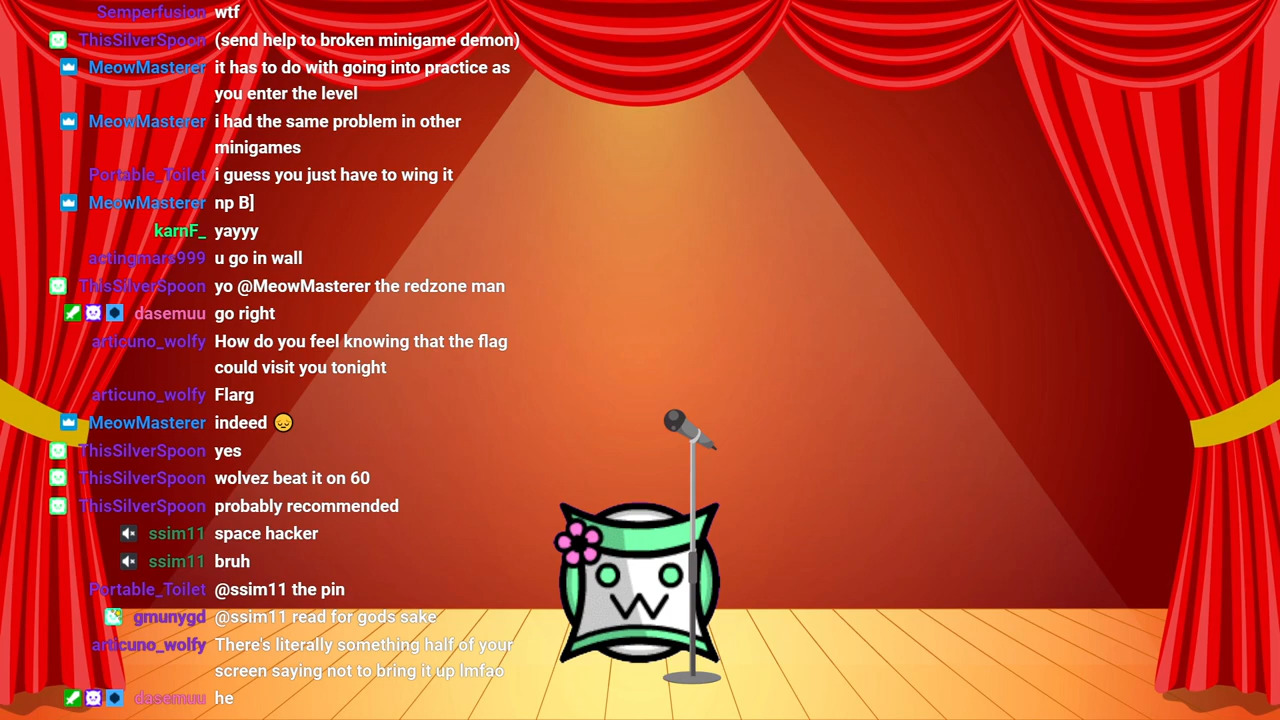 Semperfusion wtf
ThisSilverSpoon (send help to broken minigame demon)
MeowMasterer it has to do with going into practice as
you enter the level
MeowMasterer i had the same problem in other
minigames
Portable_Toilet i guess you just have to wing it
MeowMasterer np B]
karnF_ yayyy
actingmars999 u go in wall
ThisSilverSpoon yo @MeowMasterer the redzone man
dasemuu go right
articuno_wolfy How do you feel knowing that the flag
could visit you tonight
articuno_wolfy Flarg
MeowMasterer indeed 😞
ThisSilverSpoon yes
ThisSilverSpoon wolvez beat it on 60
ThisSilverSpoon probably recommended
ssim11 space hacker
ssim11 bruh
Portable_Toilet @ssim11 the pin
gmunygd @ssim11 read for gods sake
articuno_wolfy There's literally something half of your
screen saying not to bring it up lmfao
dasemuu he